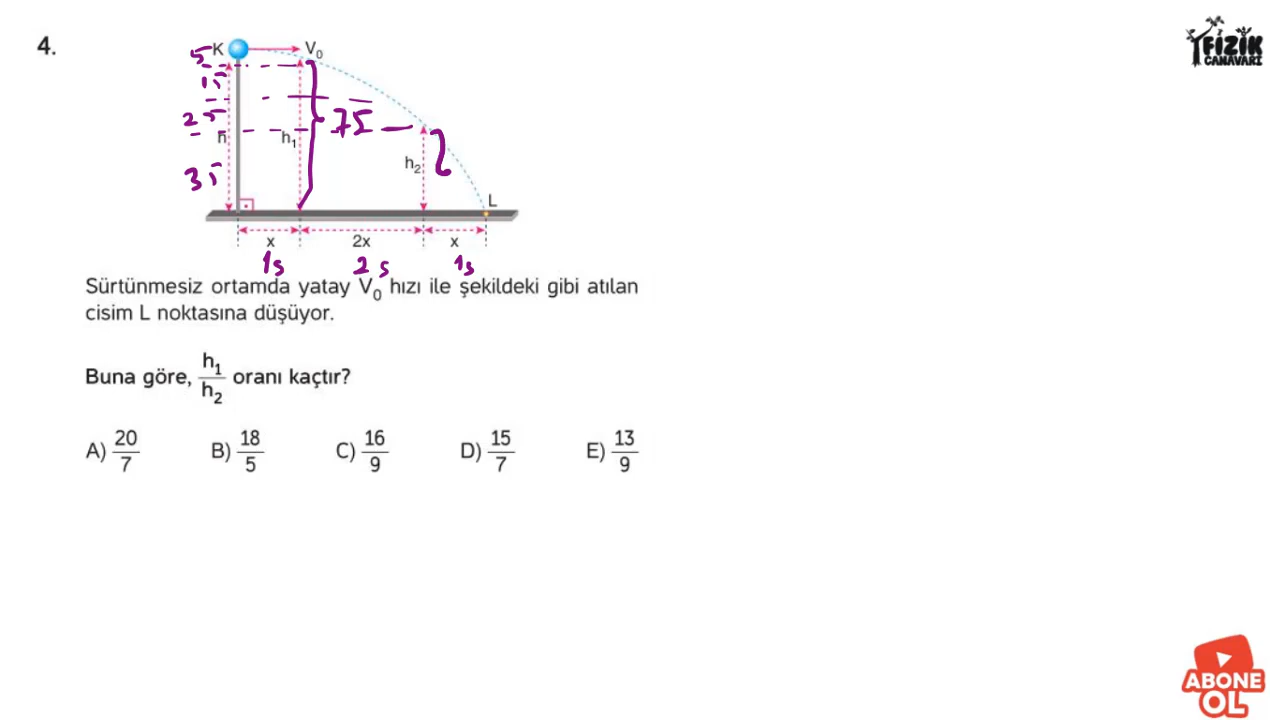 4.
K
V₀
FİZİK
CANAVARI
5
15
25
35
75
h
h₁
h₂
L
x
2x
x
1s
2s
1s
Sürtünmesiz ortamda yatay V₀ hızı ile şekildeki gibi atılan
cisim L noktasına düşüyor.
Buna göre, h₁/h₂ oranı kaçtır?
A) 20/7 B) 18/5 C) 16/9 D) 15/7 E) 13/9
ABONE
OL